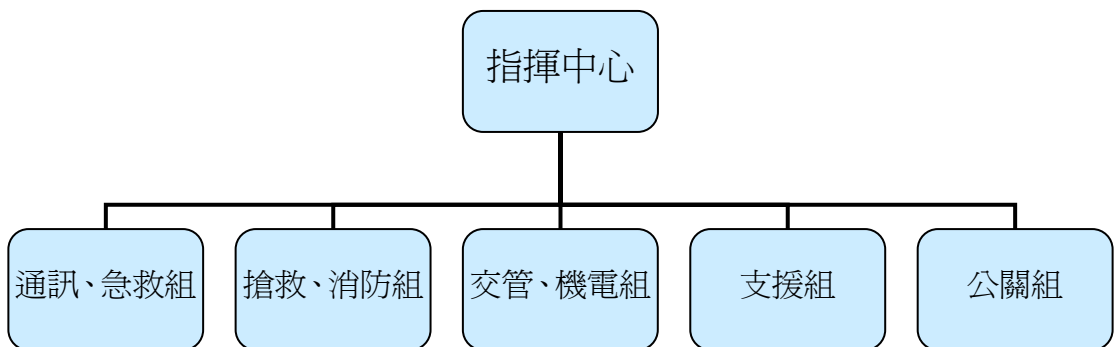 指揮中心
通訊、急救組
搶救、消防組
交管、機電組
支援組
公關組